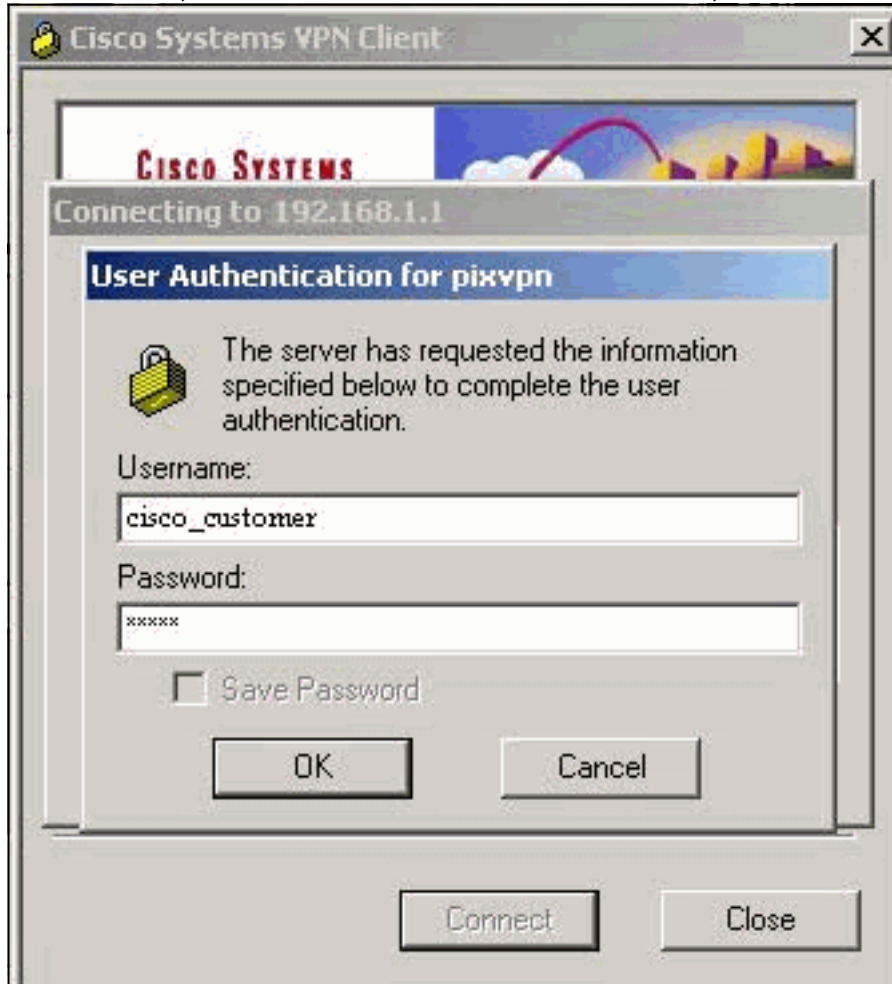 Cisco Systems VPN Client
CISCO SYSTEMS
Connecting to 192.168.1.1
User Authentication for pixvpn
The server has requested the information
specified below to complete the user
authentication.
Username:
cisco_customer
Password:
xxxxx
Save Password
OK
Cancel
Connect
Close